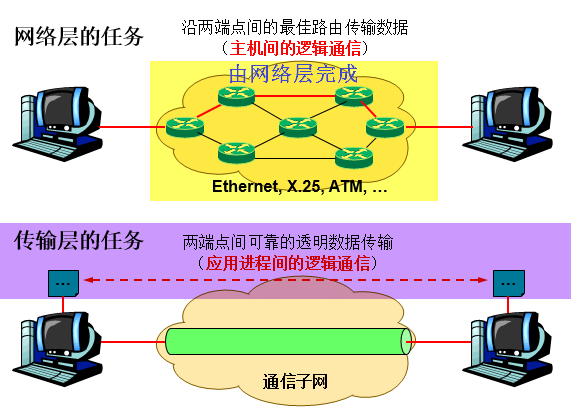 网络层的任务
沿两端点间的最佳路由传输数据
（主机间的逻辑通信）
由网络层完成
Ethernet, X.25, ATM, …
传输层的任务
两端点间可靠的透明数据传输
（应用进程间的逻辑通信）
… …
通信子网